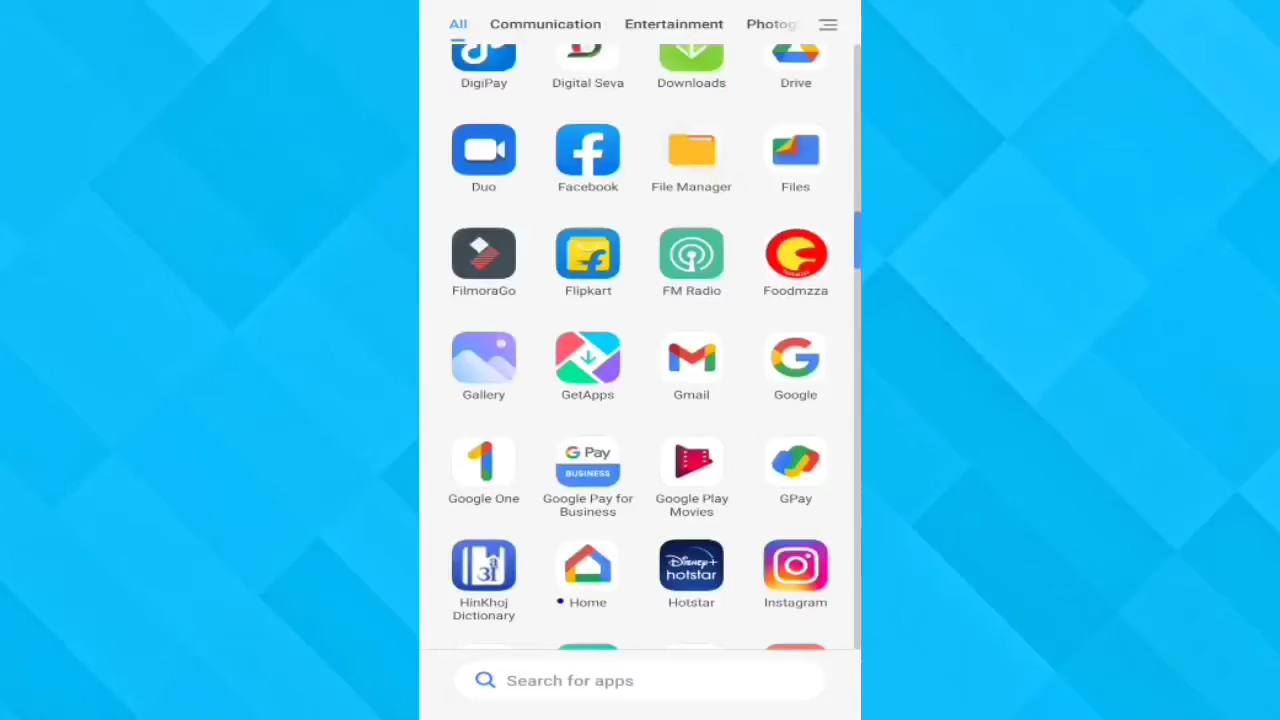 All Communication Entertainment Photog
DigiPay Digital Seva Downloads Drive
Duo Facebook File Manager Files
FilmoraGo Flipkart FM Radio Foodmzza
Gallery GetApps Gmail Google
G Pay
BUSINESS
Google One Google Pay for Business Google Play Movies GPay
Disney+
hotstar
HinKhoj Dictionary Home Hotstar Instagram
Search for apps